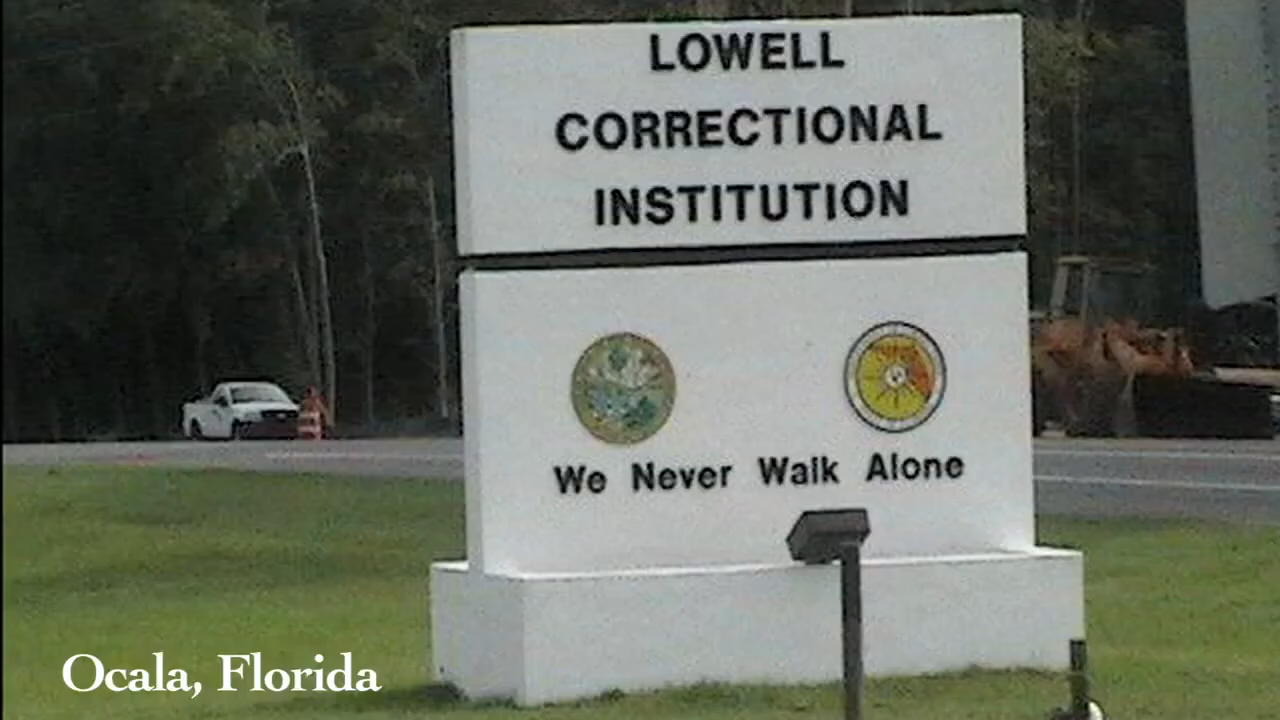 LOWELL
CORRECTIONAL
INSTITUTION
We Never Walk Alone
Ocala, Florida